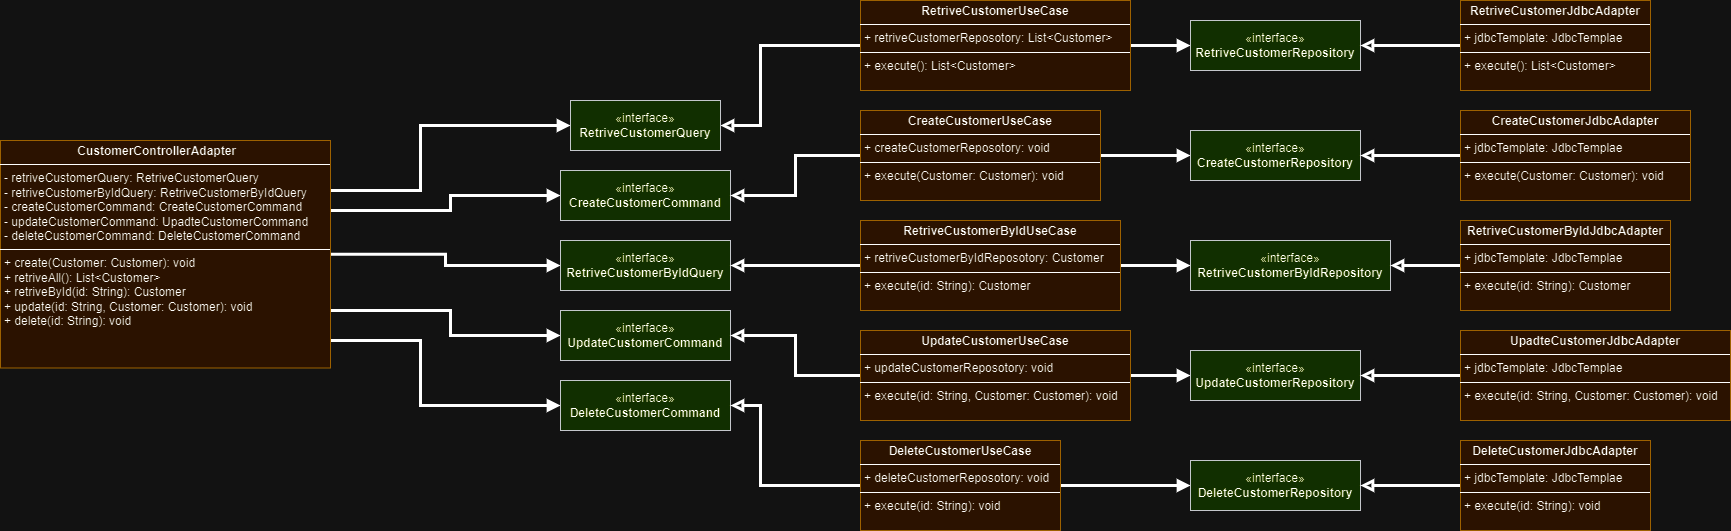 CustomerControllerAdapter
- retriveCustomerQuery: RetriveCustomerQuery
- retriveCustomerByIdQuery: RetriveCustomerByIdQuery
- createCustomerCommand: CreateCustomerCommand
- updateCustomerCommand: UpadteCustomerCommand
- deleteCustomerCommand: DeleteCustomerCommand
+ create(Customer: Customer): void
+ retriveAll(): List<Customer>
+ retriveById(id: String): Customer
+ update(id: String, Customer: Customer): void
+ delete(id: String): void
«interface»
RetriveCustomerQuery
«interface»
CreateCustomerCommand
«interface»
RetriveCustomerByIdQuery
«interface»
UpdateCustomerCommand
«interface»
DeleteCustomerCommand
RetriveCustomerUseCase
+ retriveCustomerReposotory: List<Customer>
+ execute(): List<Customer>
CreateCustomerUseCase
+ createCustomerReposotory: void
+ execute(Customer: Customer): void
RetriveCustomerByIdUseCase
+ retriveCustomerByIdReposotory: Customer
+ execute(id: String): Customer
UpdateCustomerUseCase
+ updateCustomerReposotory: void
+ execute(id: String, Customer: Customer): void
DeleteCustomerUseCase
+ deleteCustomerReposotory: void
+ execute(id: String): void
«interface»
RetriveCustomerRepository
«interface»
CreateCustomerRepository
«interface»
RetriveCustomerByIdRepository
«interface»
UpdateCustomerRepository
«interface»
DeleteCustomerRepository
RetriveCustomerJdbcAdapter
+ jdbcTemplate: JdbcTemplae
+ execute(): List<Customer>
CreateCustomerJdbcAdapter
+ jdbcTemplate: JdbcTemplae
+ execute(Customer: Customer): void
RetriveCustomerByIdJdbcAdapter
+ jdbcTemplate: JdbcTemplae
+ execute(id: String): Customer
UpadteCustomerJdbcAdapter
+ jdbcTemplate: JdbcTemplae
+ execute(id: String, Customer: Customer): void
DeleteCustomerJdbcAdapter
+ jdbcTemplate: JdbcTemplae
+ execute(id: String): void